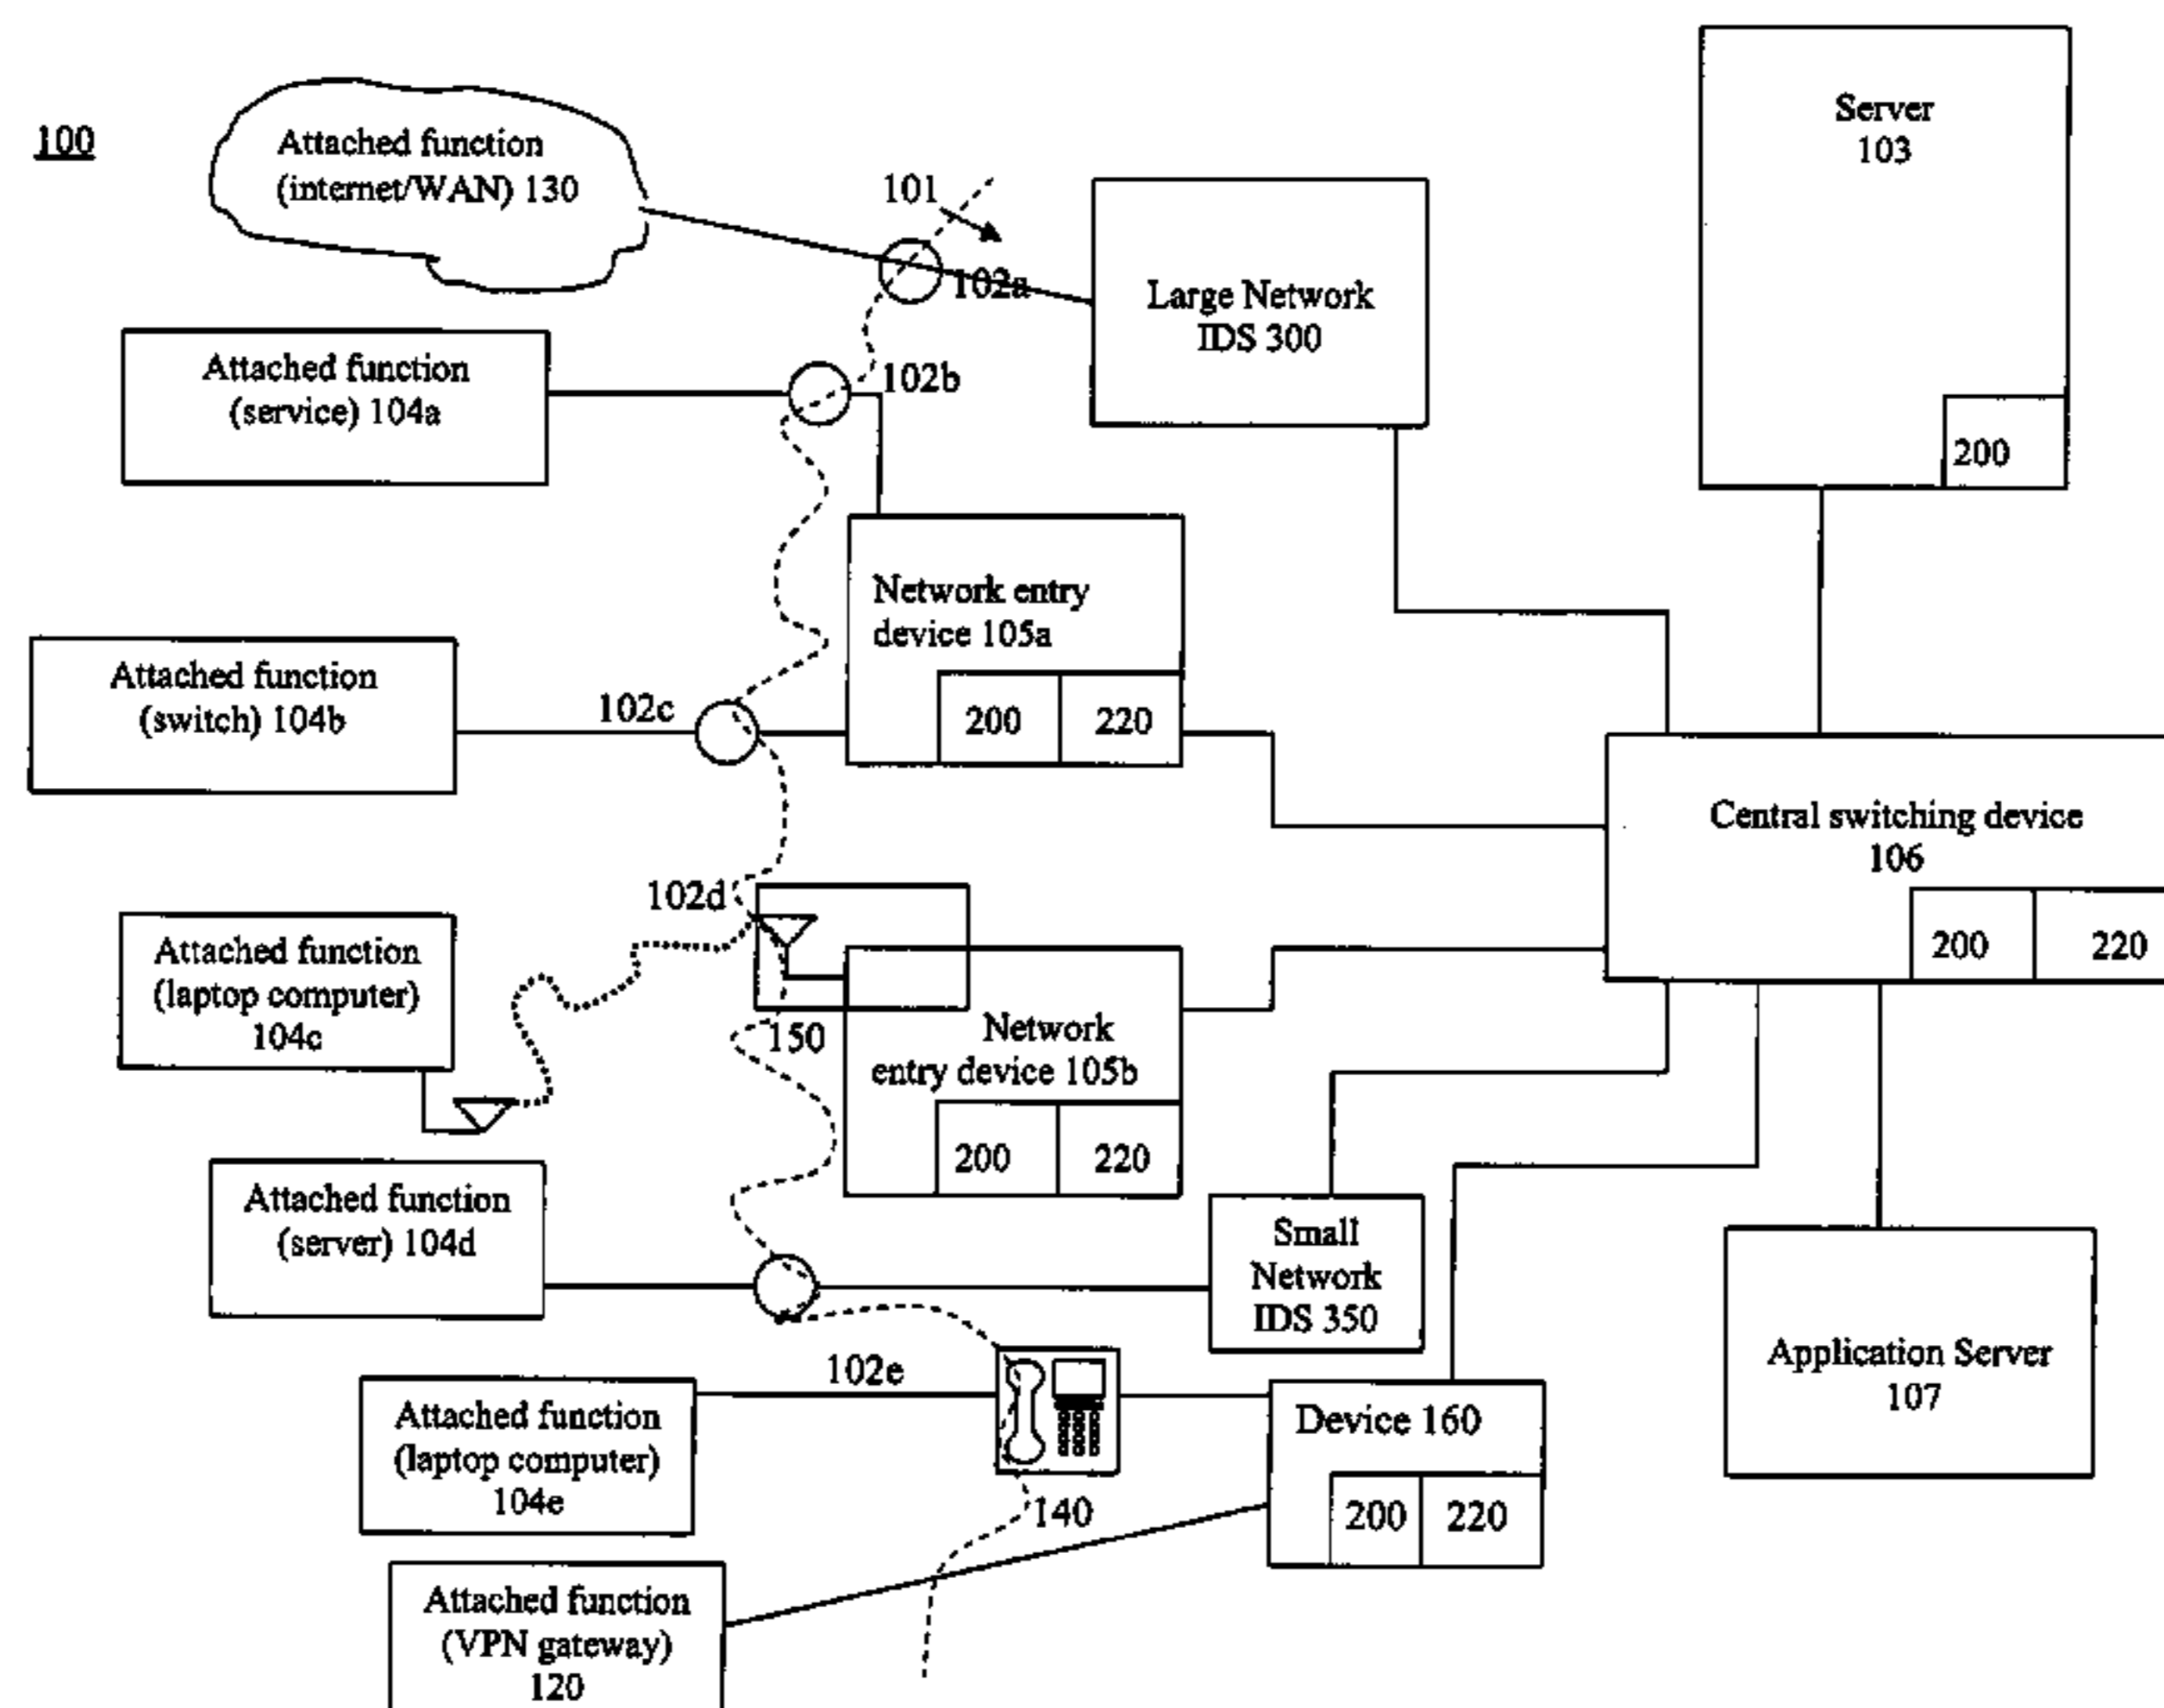 100
Attached function
(internet/WAN) 130
101
102a
Large Network
IDS 300
Server
103
200
Attached function
(service) 104a
102b
Network entry
device 105a
200 220
Attached function
(switch) 104b
102c
Central switching device
106
200 220
102d
Attached function
(laptop computer)
104c
150
Network
entry device 105b
200 220
Attached function
(server) 104d
Small
Network
IDS 350
Application Server
107
102e
Attached function
(laptop computer)
104e
140
Device 160
200 220
Attached function
(VPN gateway)
120